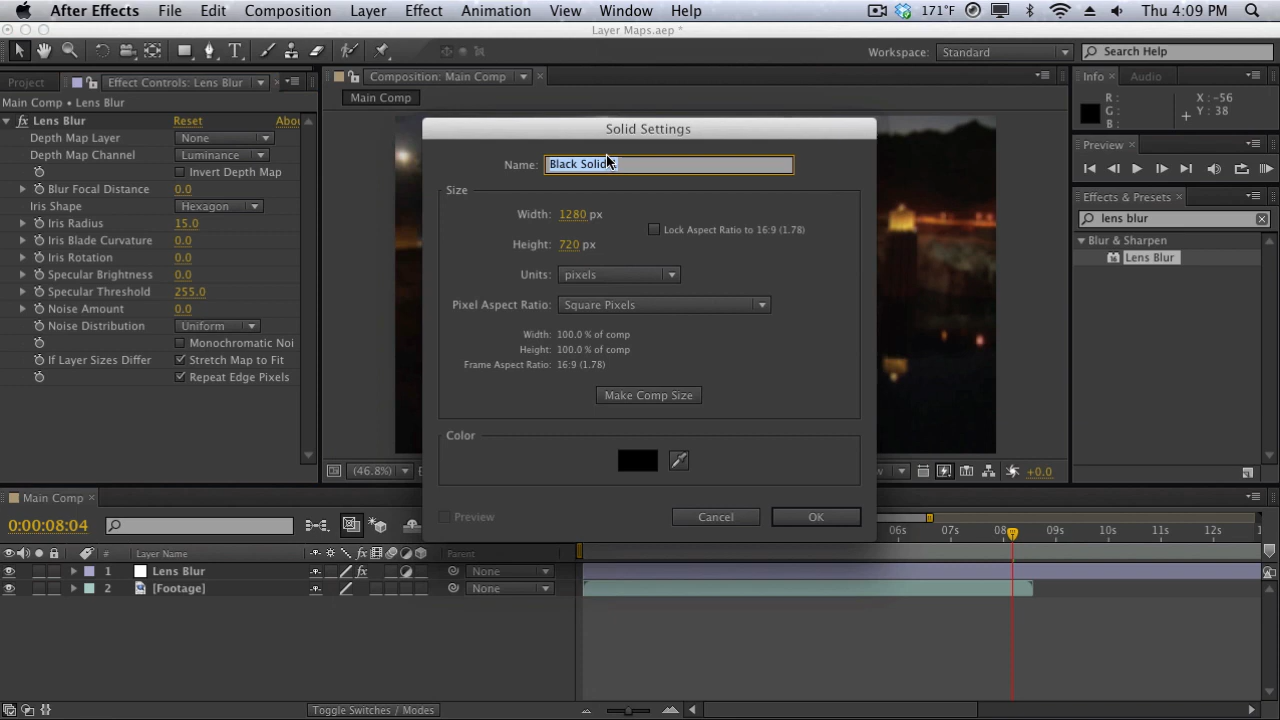 After Effects File Edit Composition Layer Effect Animation View Window Help 171°F Thu 4:09 PM
Layer Maps.aep *
Workspace: Standard Search Help
Project Effect Controls: Lens Blur Composition: Main Comp Info Audio
Main Comp • Lens Blur Main Comp
R: X: -56
G: Y: 38
B:
fx Lens Blur Reset Abou
Depth Map Layer None
Depth Map Channel Luminance
Invert Depth Map
Blur Focal Distance 0.0
Iris Shape Hexagon
Iris Radius 15.0
Iris Blade Curvature 0.0
Iris Rotation 0.0
Specular Brightness 0.0
Specular Threshold 255.0
Noise Amount 0.0
Noise Distribution Uniform
Monochromatic Noi
If Layer Sizes Differ Stretch Map to Fit
Repeat Edge Pixels
Solid Settings
Name: Black Solid
Size
Width: 1280 px
Lock Aspect Ratio to 16:9 (1.78)
Height: 720 px
Units: pixels
Pixel Aspect Ratio: Square Pixels
Width: 100.0 % of comp
Height: 100.0 % of comp
Frame Aspect Ratio: 16:9 (1.78)
Make Comp Size
Color
Preview Cancel OK
Preview
Effects & Presets
lens blur
Blur & Sharpen
Lens Blur
(46.8%) +0.0
Main Comp
0:00:08:04
06s 07s 08s 09s 10s 11s 12s
# Layer Name fx Parent
1 Lens Blur fx None
2 [Footage] None
Toggle Switches / Modes